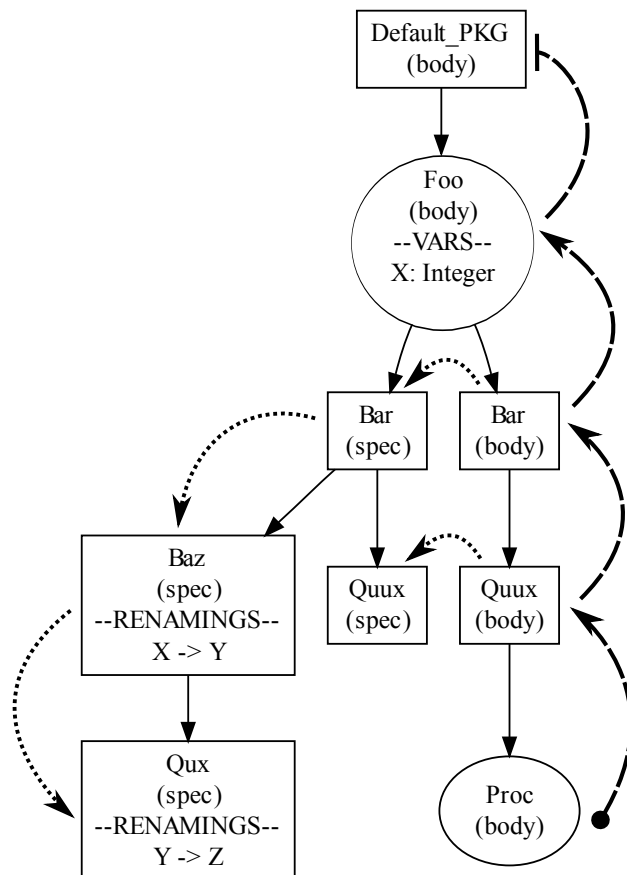 Default_PKG
(body)
Foo
(body)
--VARS--
X: Integer
Bar
(spec)
Bar
(body)
Baz
(spec)
--RENAMINGS--
X -> Y
Quux
(spec)
Quux
(body)
Qux
(spec)
--RENAMINGS--
Y -> Z
Proc
(body)